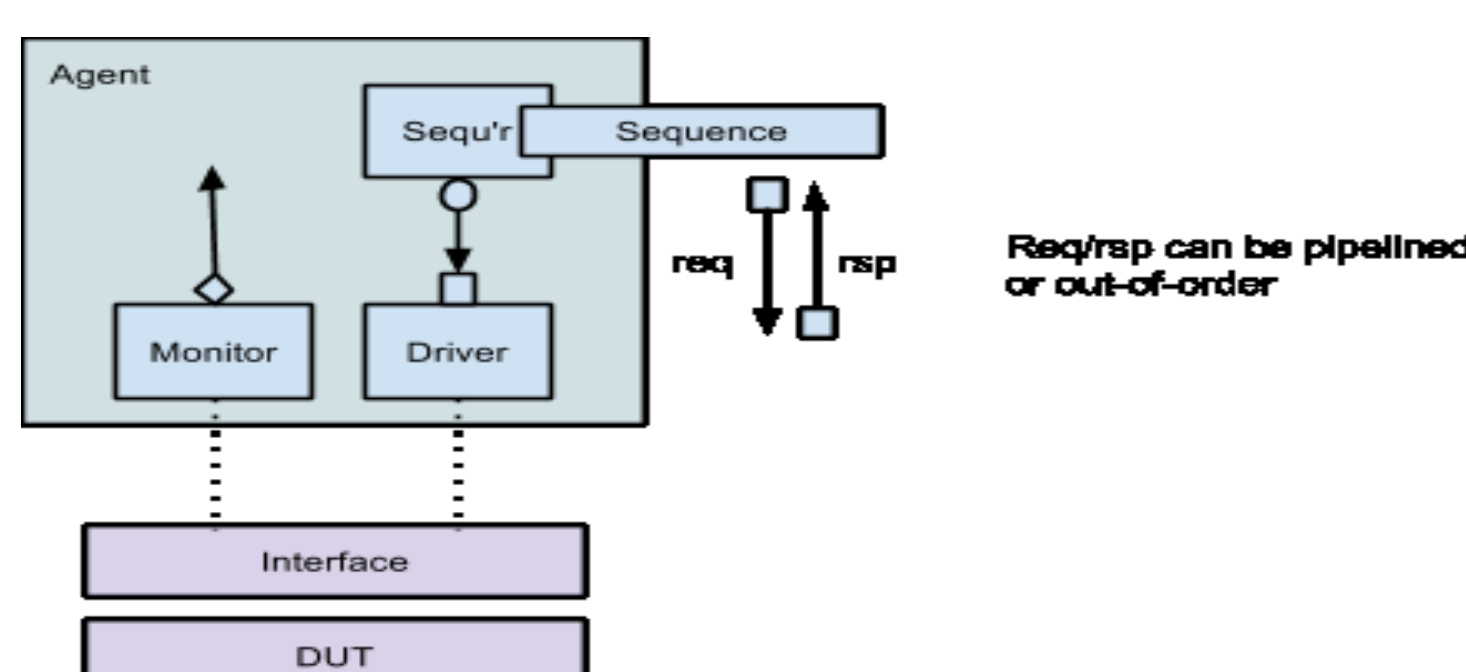 Agent
Sequ'r
Sequence
req
rsp
Req/rsp can be pipelined
or out-of-order
Monitor
Driver
Interface
DUT